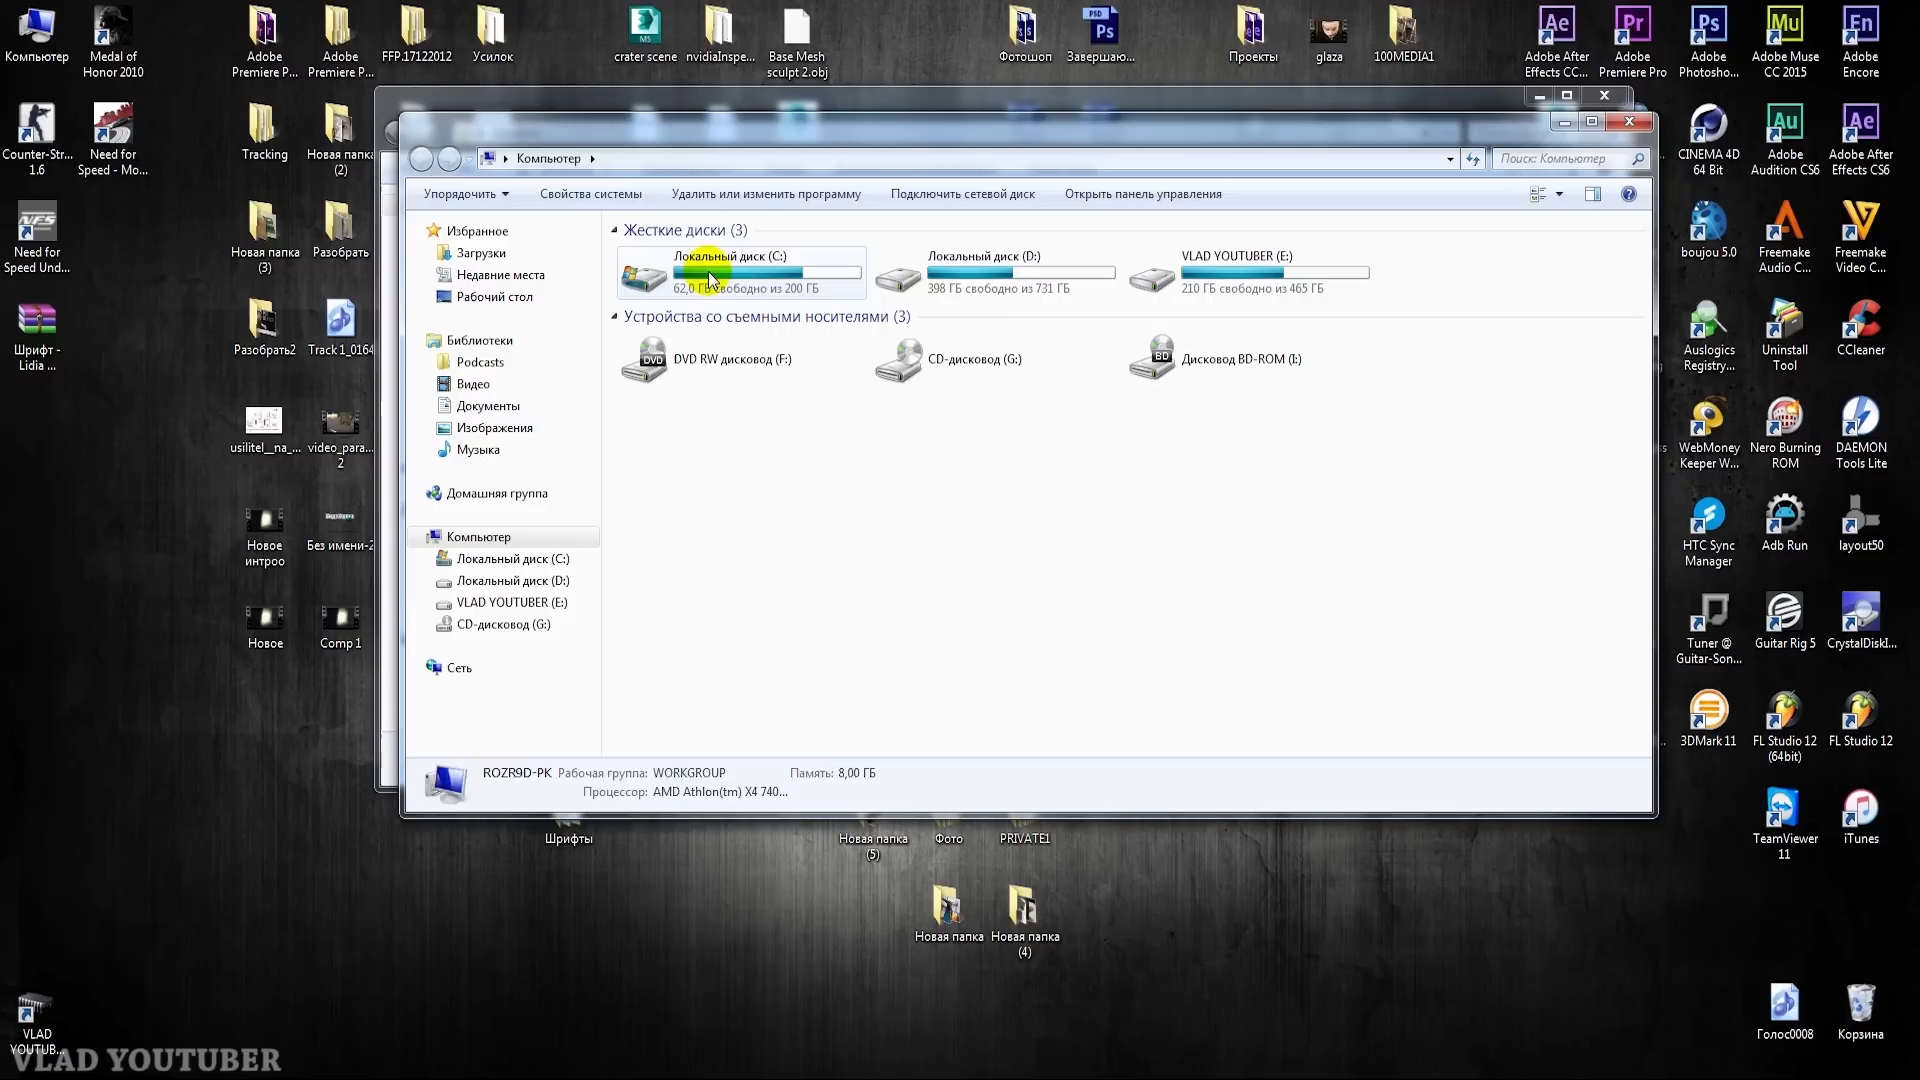 Компьютер
Medal of
Honor 2010
Adobe
Premiere P...
Adobe
Premiere P...
FFP.17122012
Усилок
crater scene
nvidiaInspe...
Base Mesh
sculpt 2.obj
Фотошоп
Завершаю...
Проекты
glaza
100MEDIA1
Adobe After
Effects CC...
Adobe
Premiere Pro
Adobe
Photosho...
Adobe Muse
CC 2015
Adobe
Encore
Counter-Str...
1.6
Need for
Speed - Mo...
Tracking
Новая папка
(2)
CINEMA 4D
64 Bit
Adobe
Audition CS6
Adobe After
Effects CS6
Компьютер
Поиск: Компьютер
Упорядочить
Свойства системы
Удалить или изменить программу
Подключить сетевой диск
Открыть панель управления
Избранное
Загрузки
Недавние места
Рабочий стол
Библиотеки
Podcasts
Видео
Документы
Изображения
Музыка
Домашняя группа
Компьютер
Локальный диск (C:)
Локальный диск (D:)
VLAD YOUTUBER (E:)
CD-дисковод (G:)
Сеть
Жесткие диски (3)
Локальный диск (C:)
62,0 ГБ свободно из 200 ГБ
Локальный диск (D:)
398 ГБ свободно из 731 ГБ
VLAD YOUTUBER (E:)
210 ГБ свободно из 465 ГБ
Устройства со съемными носителями (3)
DVD
DVD RW дисковод (F:)
CD-дисковод (G:)
BD
Дисковод BD-ROM (I:)
ROZR9D-PK
Рабочая группа: WORKGROUP
Память: 8,00 ГБ
Процессор: AMD Athlon(tm) X4 740...
NFS
Need for
Speed Und...
Новая папка
(3)
Разобрать
boujou 5.0
Freemake
Audio C...
Freemake
Video C...
Шрифт -
Lidia ...
Разобрать2
Track 1_0164
Auslogics
Registry...
Uninstall
Tool
CCleaner
usilitel__na_...
video_para...
2
WebMoney
Keeper W...
Nero Burning
ROM
DAEMON
Tools Lite
Новое
интроо
Без имени-2
HTC Sync
Manager
Adb Run
layout50
Новое
Comp 1
Tuner @
Guitar-Son...
Guitar Rig 5
CrystalDiskI...
3DMark 11
FL Studio 12
(64bit)
FL Studio 12
Шрифты
Новая папка
(5)
Фото
PRIVATE1
TeamViewer
11
iTunes
Новая папка
Новая папка
(4)
VLAD
YOUTUB...
Голос0008
Корзина
VLAD YOUTUBER